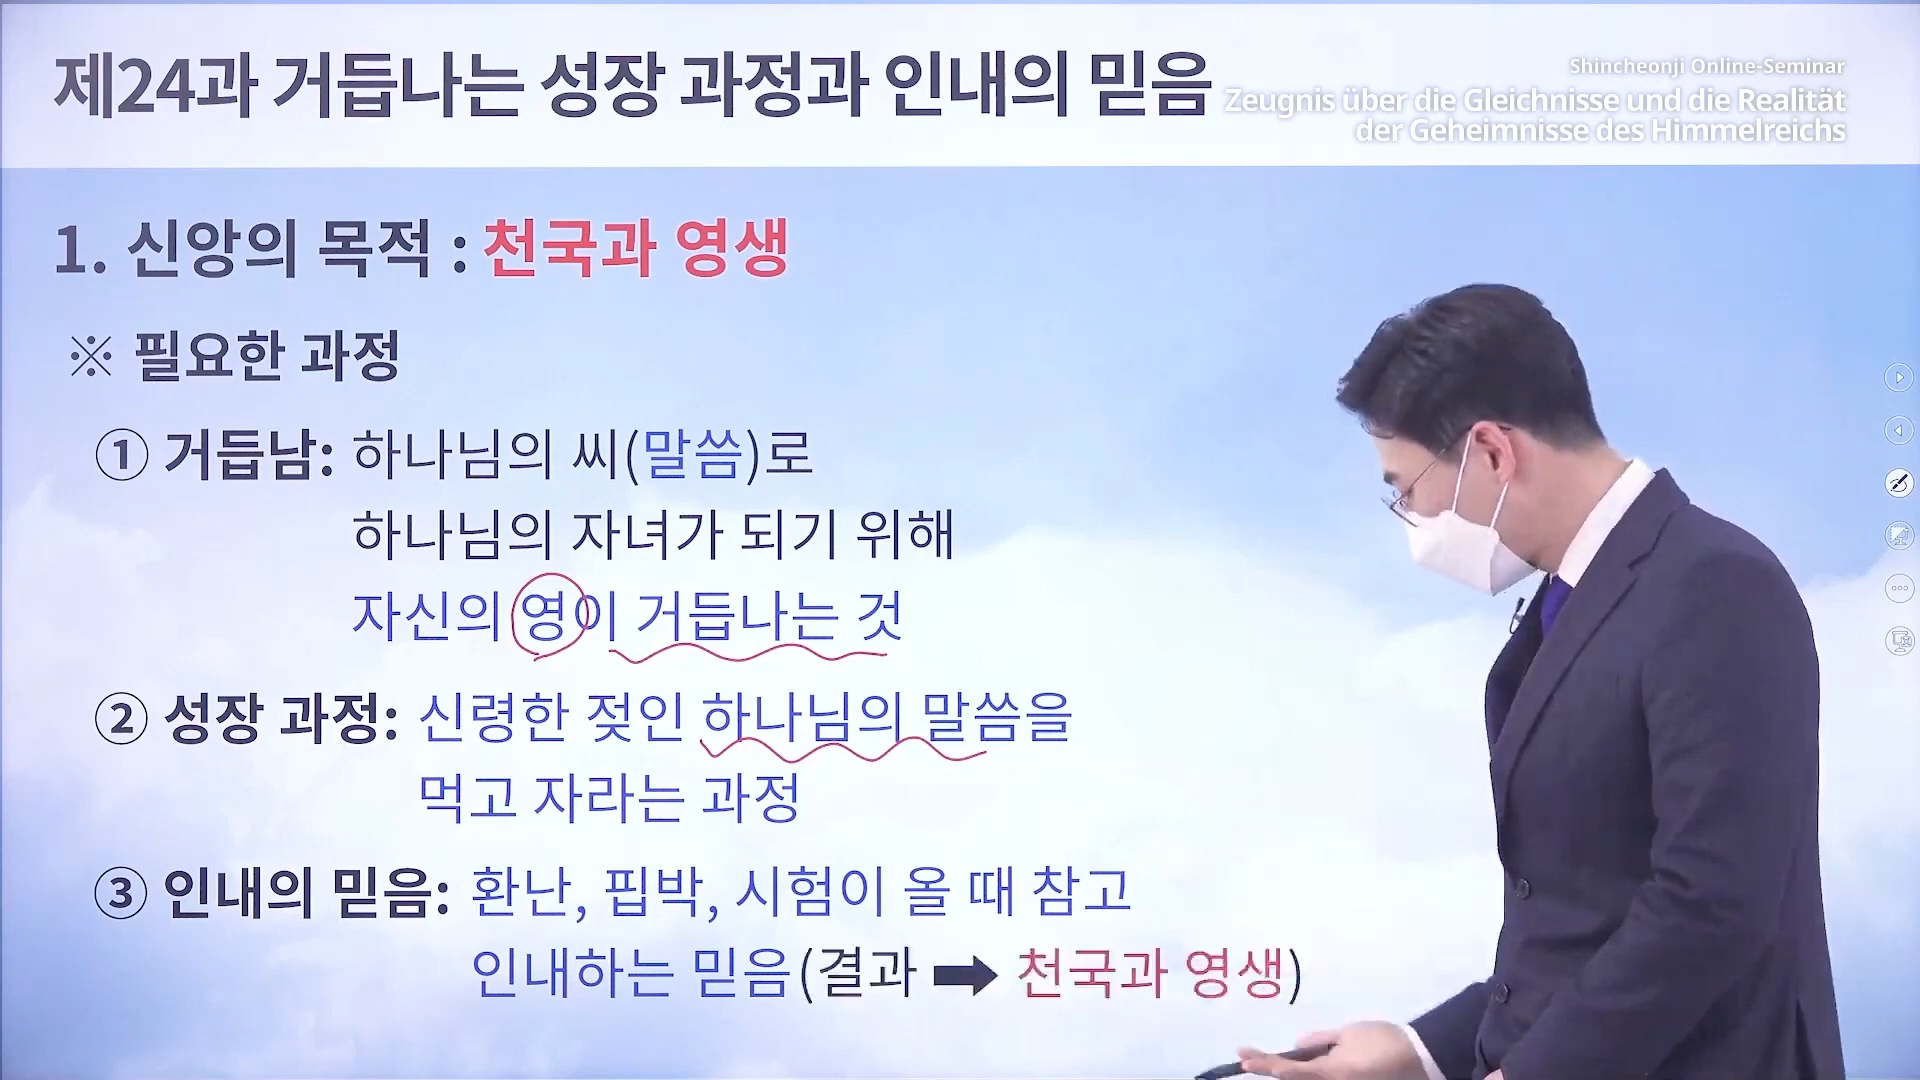 제24과 거듭나는 성장 과정과 인내의 믿음
Shincheonji Online-Seminar
Zeugnis über die Gleichnisse und die Realität
der Geheimnisse des Himmelreichs
1. 신앙의 목적 : 천국과 영생
※ 필요한 과정
① 거듭남: 하나님의 씨(말씀)로
하나님의 자녀가 되기 위해
자신의 영이 거듭나는 것
② 성장 과정: 신령한 젖인 하나님의 말씀을
먹고 자라는 과정
③ 인내의 믿음: 환난, 핍박, 시험이 올 때 참고
인내하는 믿음(결과 ➡ 천국과 영생)